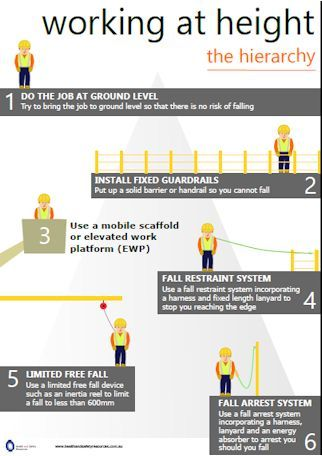 working at height
the hierarchy
1
DO THE JOB AT GROUND LEVEL
Try to bring the job to ground level so that there is no risk of falling
INSTALL FIXED GUARDRAILS
Put up a solid barrier or handrail so you cannot fall
2
3
Use a mobile scaffold
or elevated work
platform (EWP)
FALL RESTRAINT SYSTEM
Use a fall restraint system incorporating
a harness and fixed length lanyard to
stop you reaching the edge
4
5
LIMITED FREE FALL
Use a limited free fall device
such as an inertia reel to limit
a fall to less than 600mm
FALL ARREST SYSTEM
Use a fall arrest system
incorporating a harness,
lanyard and an energy
absorber to arrest you
should you fall
6
www.healthandsafetyresources.com.au